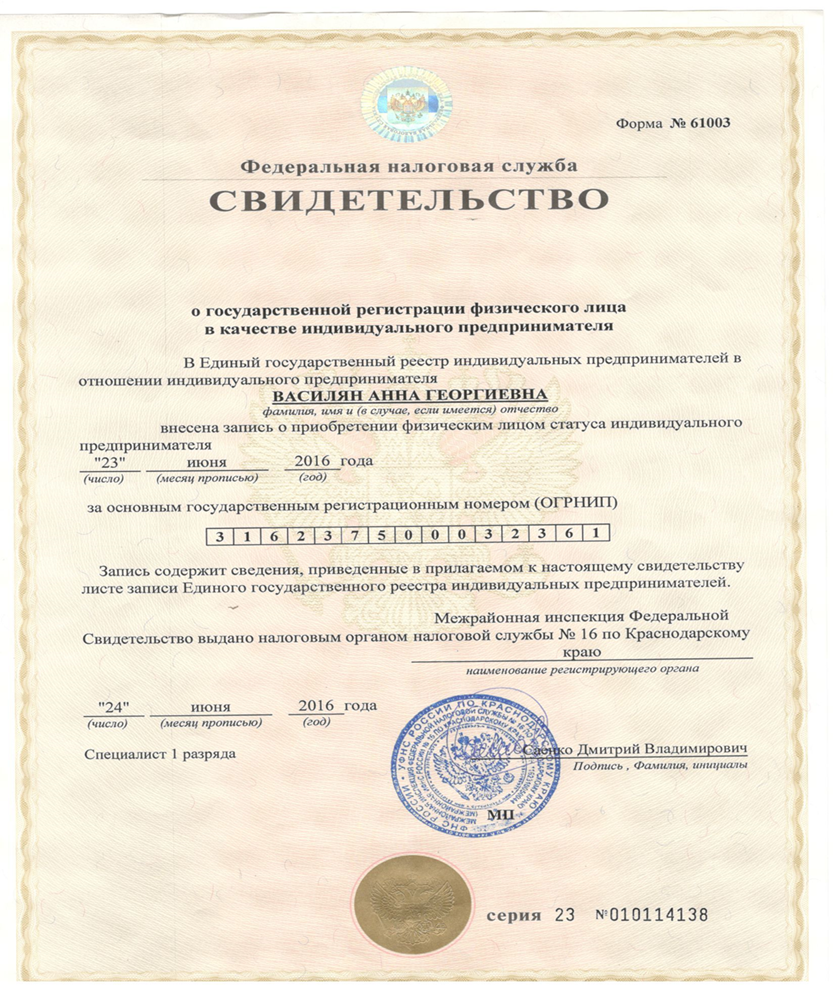 Форма № 61003
Федеральная налоговая служба
СВИДЕТЕЛЬСТВО
о государственной регистрации физического лица
в качестве индивидуального предпринимателя
В Единый государственный реестр индивидуальных предпринимателей в
отношении индивидуального предпринимателя
ВАСИЛЯН АННА ГЕОРГИЕВНА
фамилия, имя и (в случае, если имеется) отчество
внесена запись о приобретении физическим лицом статуса индивидуального
предпринимателя
"23" июня 2016 года
(число) (месяц прописью) (год)
за основным государственным регистрационным номером (ОГРНИП)
3 1 6 2 3 7 5 0 0 0 3 2 3 6 1
Запись содержит сведения, приведенные в прилагаемом к настоящему свидетельству
листе записи Единого государственного реестра индивидуальных предпринимателей.
Межрайонная инспекция Федеральной
Свидетельство выдано налоговым органом налоговой службы № 16 по Краснодарскому
краю
наименование регистрирующего органа
"24" июня 2016 года
(число) (месяц прописью) (год)
Специалист 1 разряда
Дмитрий Владимирович
Подпись , Фамилия, инициалы
УФНС РОССИИ ПО КРАСНОДАРСКОМУ КРАЮ
МП
серия 23 №010114138